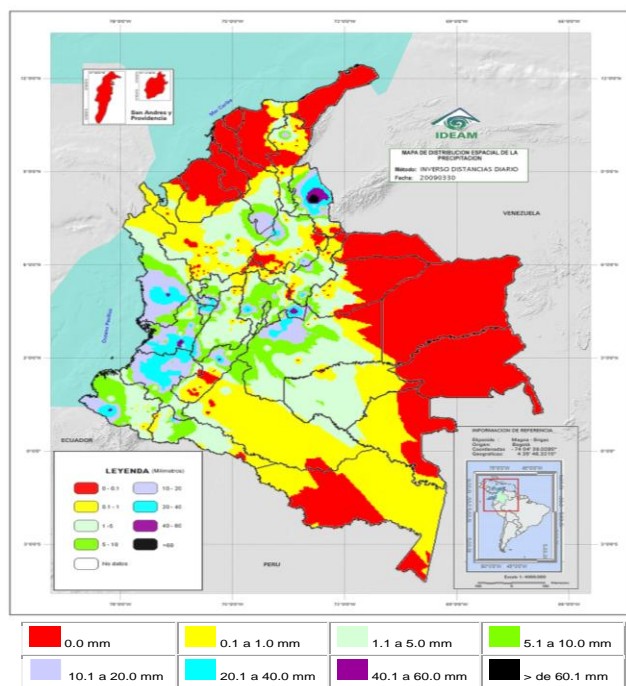 San Andres y
Providencia
Mar Caribe
IDEAM
MAPA DE DISTRIBUCION ESPACIAL DE LA
PRECIPITACION
Método: INVERSO DISTANCIAS DIARIO
Fecha: 20090330
VENEZUELA
Océano Pacífico
ECUADOR
PERU
INFORMACION DE REFERENCIA
LEYENDA (Milímetros)
0 - 0.1
10 - 20
0.1 - 1
20 - 40
1 - 5
40 - 60
5 - 10
>60
No datos
0.0 mm
0.1 a 1.0 mm
1.1 a 5.0 mm
5.1 a 10.0 mm
10.1 a 20.0 mm
20.1 a 40.0 mm
40.1 a 60.0 mm
> de 60.1 mm